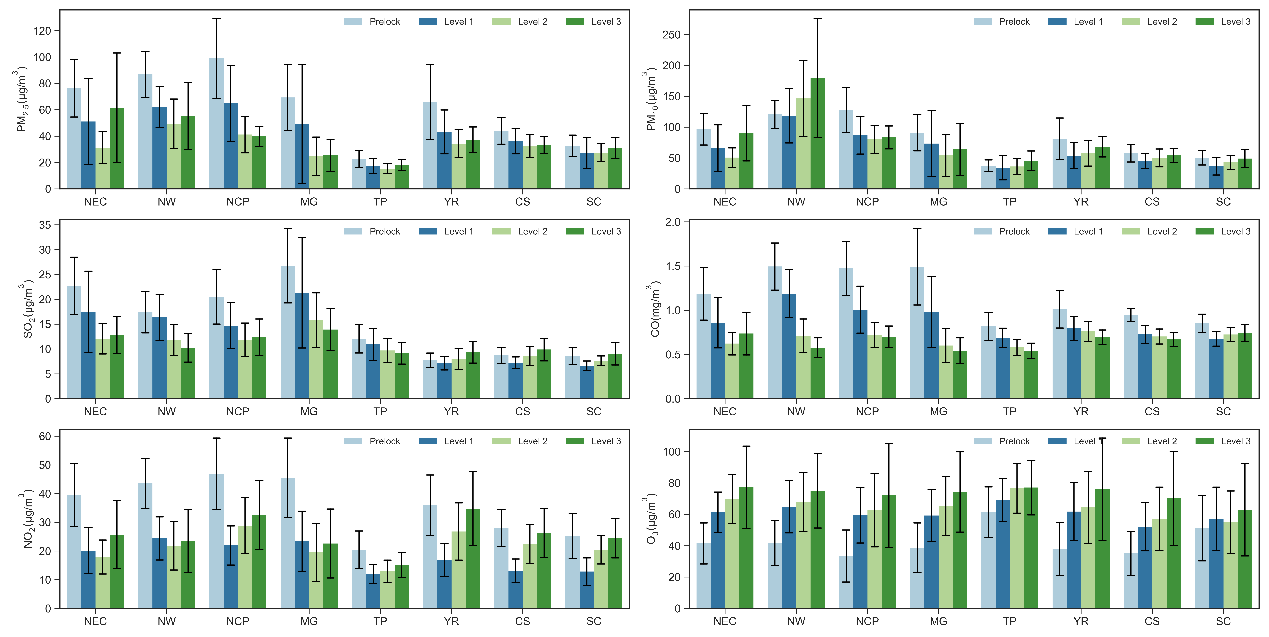 Prelock Level 1 Level 2 Level 3
PM2.5(μg/m3)
120
100
80
60
40
20
0
NEC NW NCP MG TP YR CS SC
Prelock Level 1 Level 2 Level 3
250
200
150
100
50
0
NEC NW NCP MG TP YR CS SC
Prelock Level 1 Level 2 Level 3
SO2(μg/m3)
35
30
25
20
15
10
5
0
NEC NW NCP MG TP YR CS SC
Prelock Level 1 Level 2 Level 3
CO(mg/m3)
2.0
1.5
1.0
0.5
0.0
NEC NW NCP MG TP YR CS SC
Prelock Level 1 Level 2 Level 3
NO2(μg/m3)
60
50
40
30
20
10
0
NEC NW NCP MG TP YR CS SC
Prelock Level 1 Level 2 Level 3
O3(μg/m3)
100
80
60
40
20
0
NEC NW NCP MG TP YR CS SC